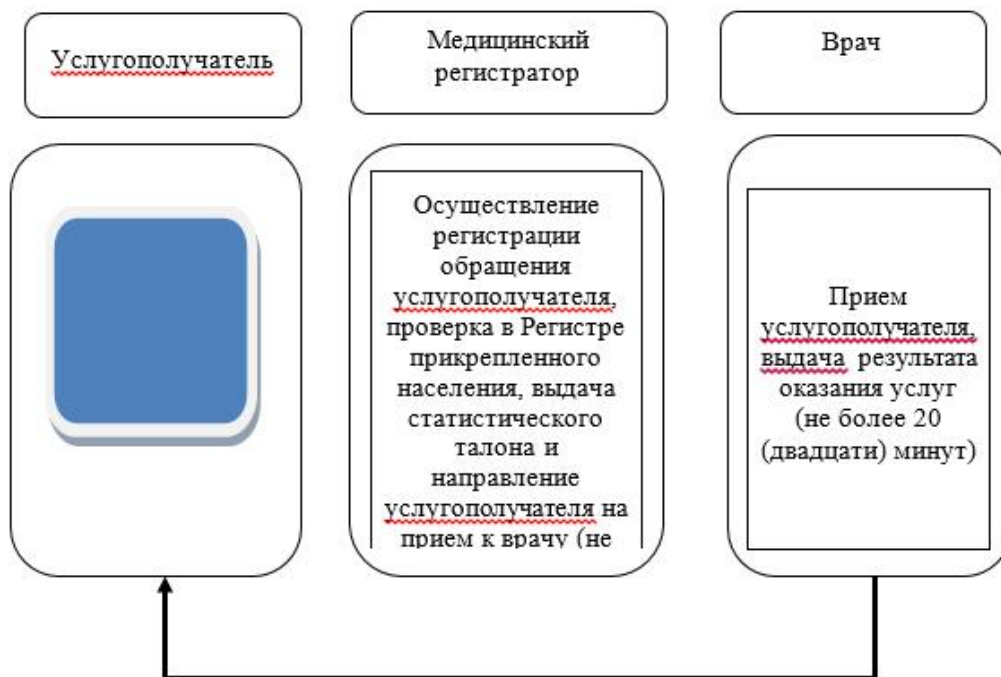 Услугополучатель
Медицинский
регистратор
Врач
Осуществление
регистрации
обращения
услугополучателя,
проверка в Регистре
прикрепленного
населения, выдача
статистического
талона и
направление
услугополучателя на
прием к врачу (не
Прием
услугополучателя,
выдача результата
оказания услуг
(не более 20
(двадцати) минут)